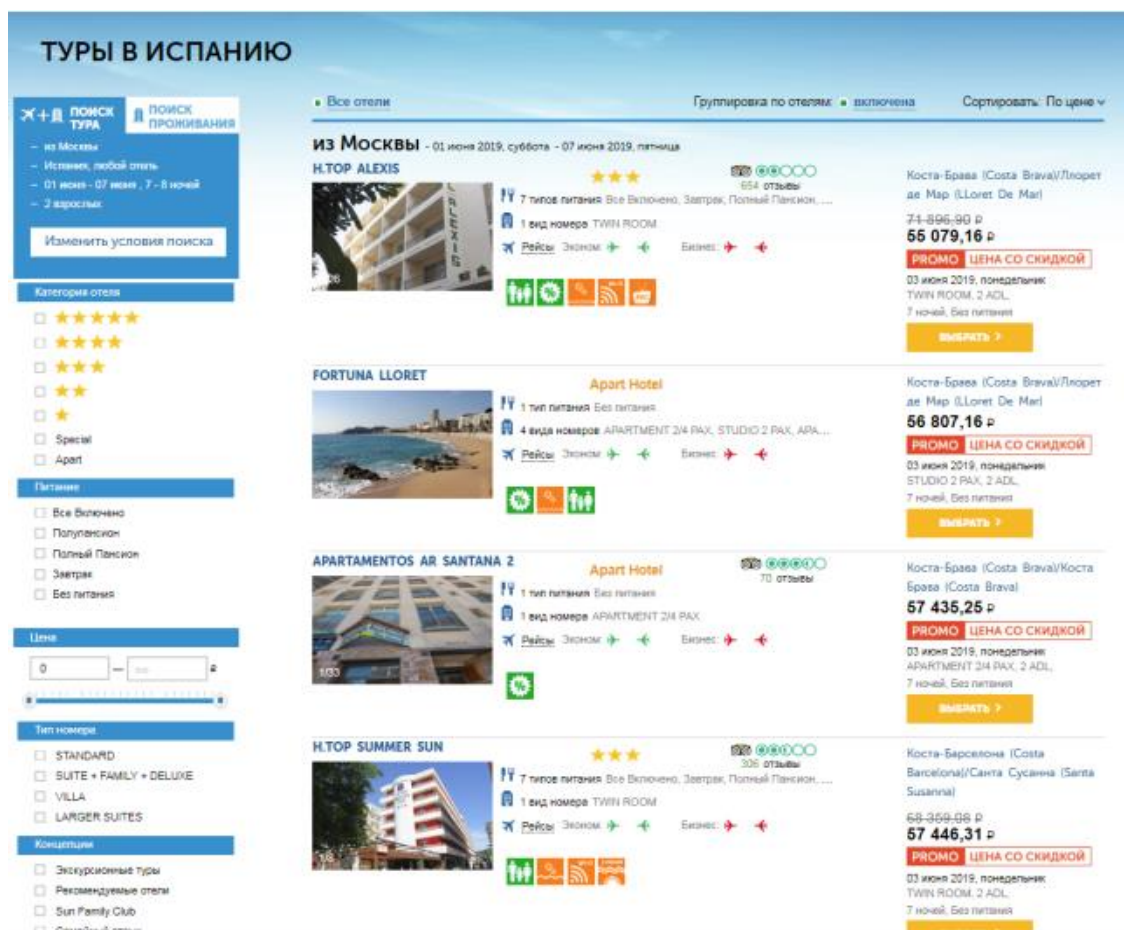 ТУРЫ В ИСПАНИЮ
ПОИСК ТУРА
ПОИСК ПРОЖИВАНИЯ
– из Москвы
– Испания, любой отель
– 01 июня - 07 июня , 7 - 8 ночей
– 2 взрослых
Изменить условия поиска
Категория отеля
Special
Apart
Питание
Все Включено
Полупансион
Полный Пансион
Завтрак
Без питания
Цена
0 —
₽
Тип номера
STANDARD
SUITE + FAMILY + DELUXE
VILLA
LARGER SUITES
Концепции
Экскурсионные туры
Рекомендуемые отели
Sun Family Club
Все отели
Группировка по отелям: включена
Сортировать: По цене
из Москвы - 01 июня 2019, суббота - 07 июня 2019, пятница
H.TOP ALEXIS
654 отзывы
ALEXIS
7 типов питания Все Включено, Завтрак, Полный Пансион, ...
1 вид номера TWIN ROOM
Рейсы Эконом: Бизнес:
Коста-Брава (Costa Brava)/Ллорет
де Мар (LLoret De Mar)
71 896,90 ₽
55 079,16 ₽
PROMO ЦЕНА СО СКИДКОЙ
03 июня 2019, понедельник
TWIN ROOM, 2 ADL,
7 ночей, Без питания
ВЫБРАТЬ >
FORTUNA LLORET
Apart Hotel
1 тип питания Без питания
4 вида номеров APARTMENT 2/4 PAX, STUDIO 2 PAX, APA...
Рейсы Эконом: Бизнес:
Коста-Брава (Costa Brava)/Ллорет
де Мар (LLoret De Mar)
56 807,16 ₽
PROMO ЦЕНА СО СКИДКОЙ
03 июня 2019, понедельник
STUDIO 2 PAX, 2 ADL,
7 ночей, Без питания
ВЫБРАТЬ >
APARTAMENTOS AR SANTANA 2
Apart Hotel
70 отзывы
1/33
1 тип питания Без питания
1 вид номера APARTMENT 2/4 PAX
Рейсы Эконом: Бизнес:
Коста-Брава (Costa Brava)/Коста
Брава (Costa Brava)
57 435,25 ₽
PROMO ЦЕНА СО СКИДКОЙ
03 июня 2019, понедельник
APARTMENT 2/4 PAX, 2 ADL,
7 ночей, Без питания
ВЫБРАТЬ >
H.TOP SUMMER SUN
306 отзывы
7 типов питания Все Включено, Завтрак, Полный Пансион, ...
1 вид номера TWIN ROOM
Рейсы Эконом: Бизнес:
Коста-Барселона (Costa
Barcelona)/Санта Сусанна (Santa
Susanna)
68 359,08 ₽
57 446,31 ₽
PROMO ЦЕНА СО СКИДКОЙ
03 июня 2019, понедельник
TWIN ROOM, 2 ADL,
7 ночей, Без питания